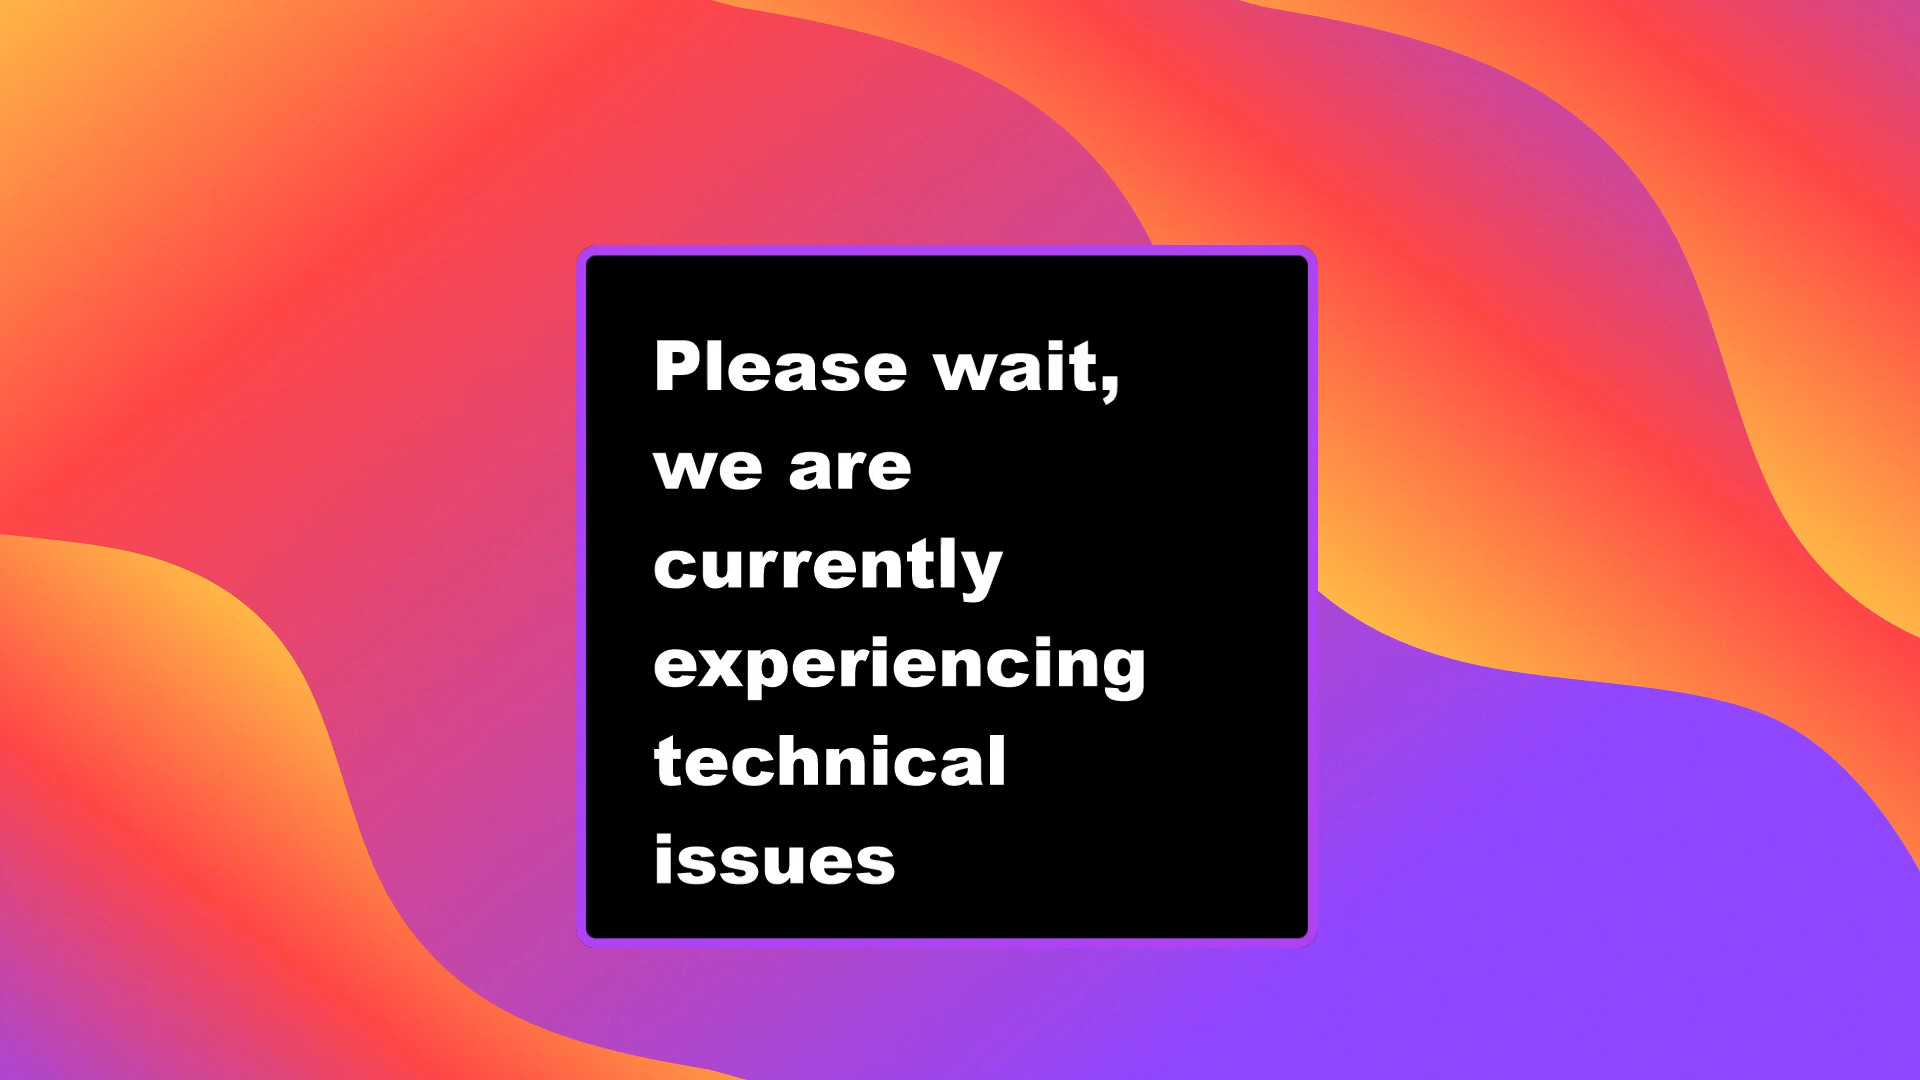 Please wait,
we are
currently
experiencing
technical
issues